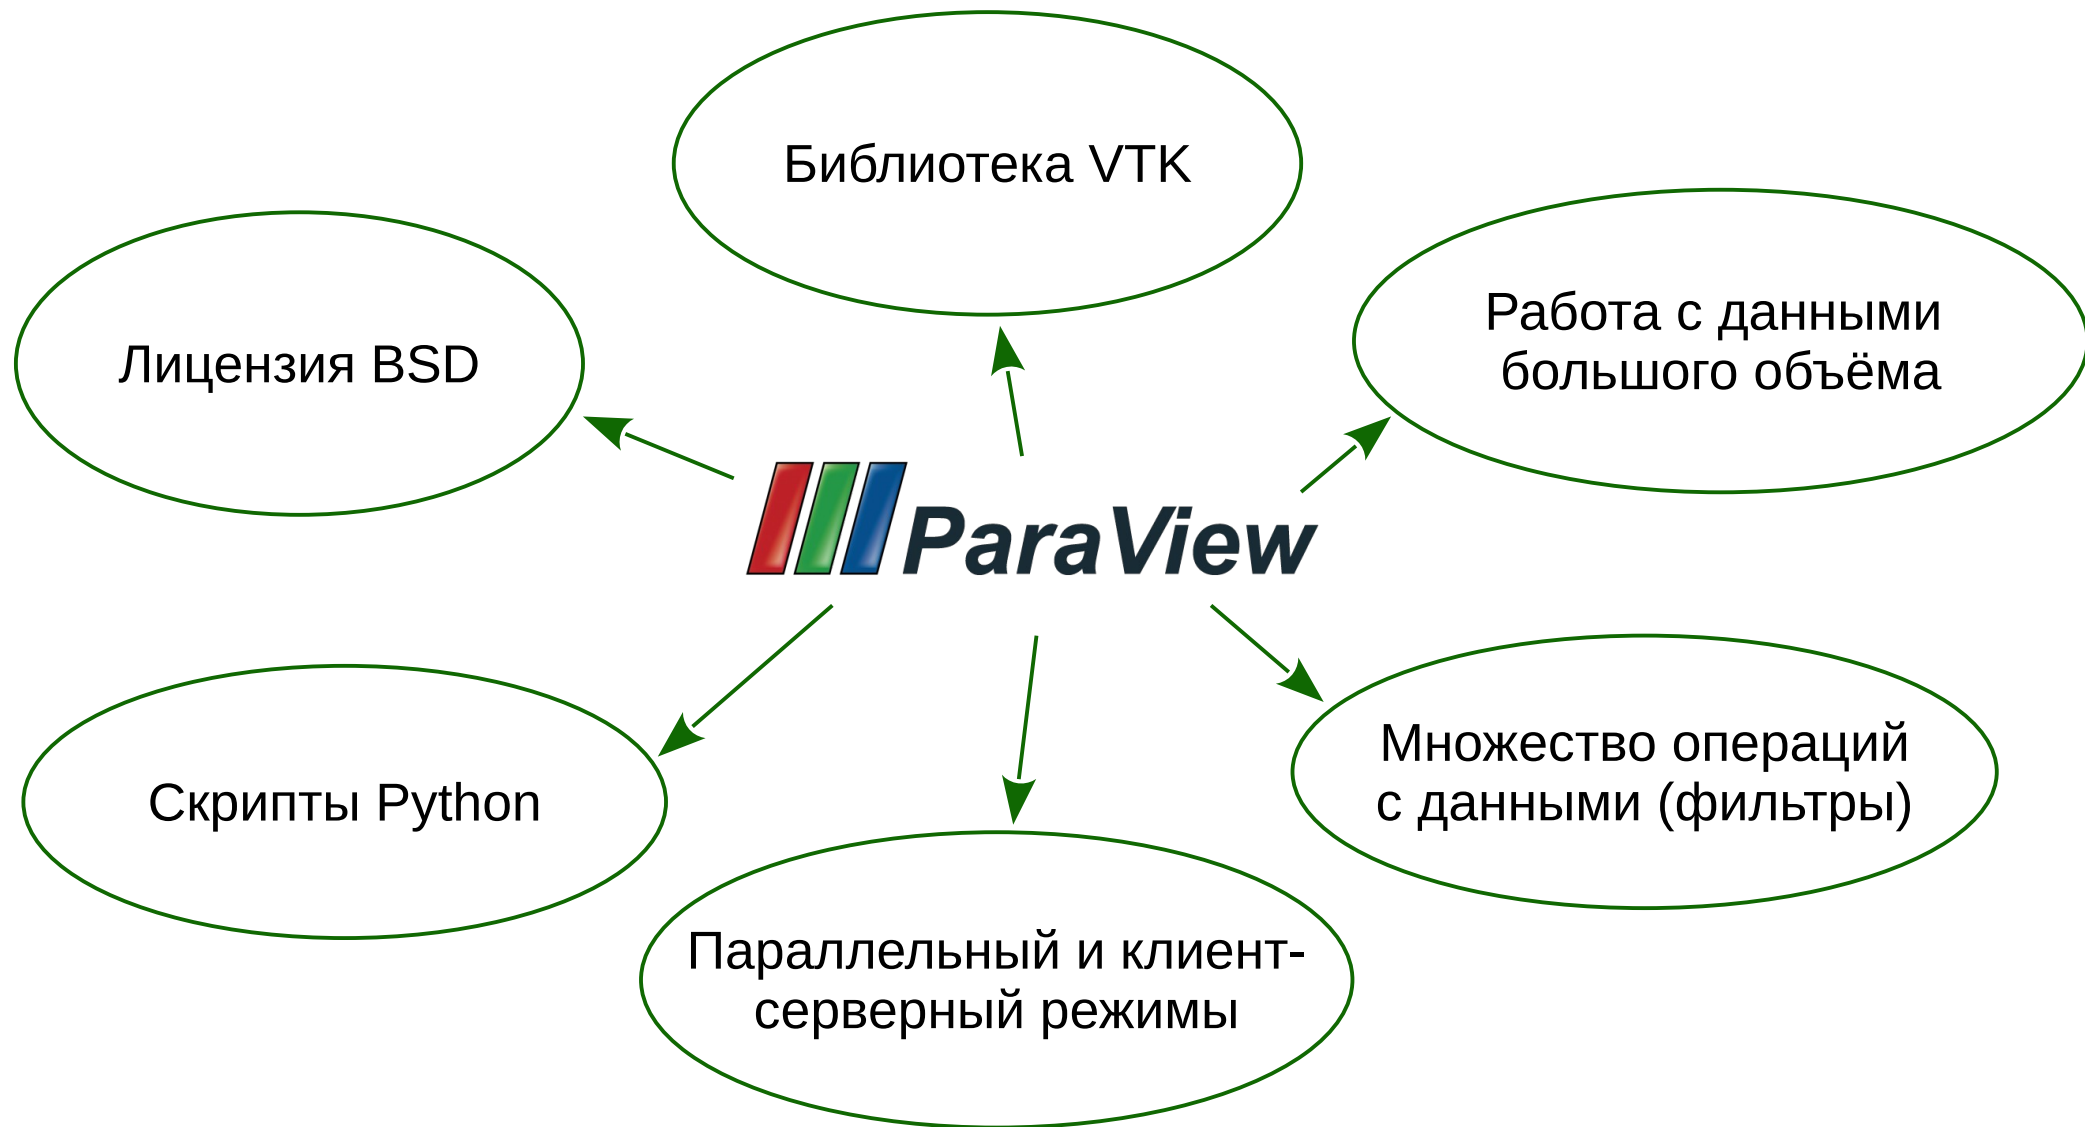 Библиотека VTK
Работа с данными
большого объёма
Лицензия BSD
ParaView
Множество операций
с данными (фильтры)
Скрипты Python
Параллельный и клиент-
серверный режимы